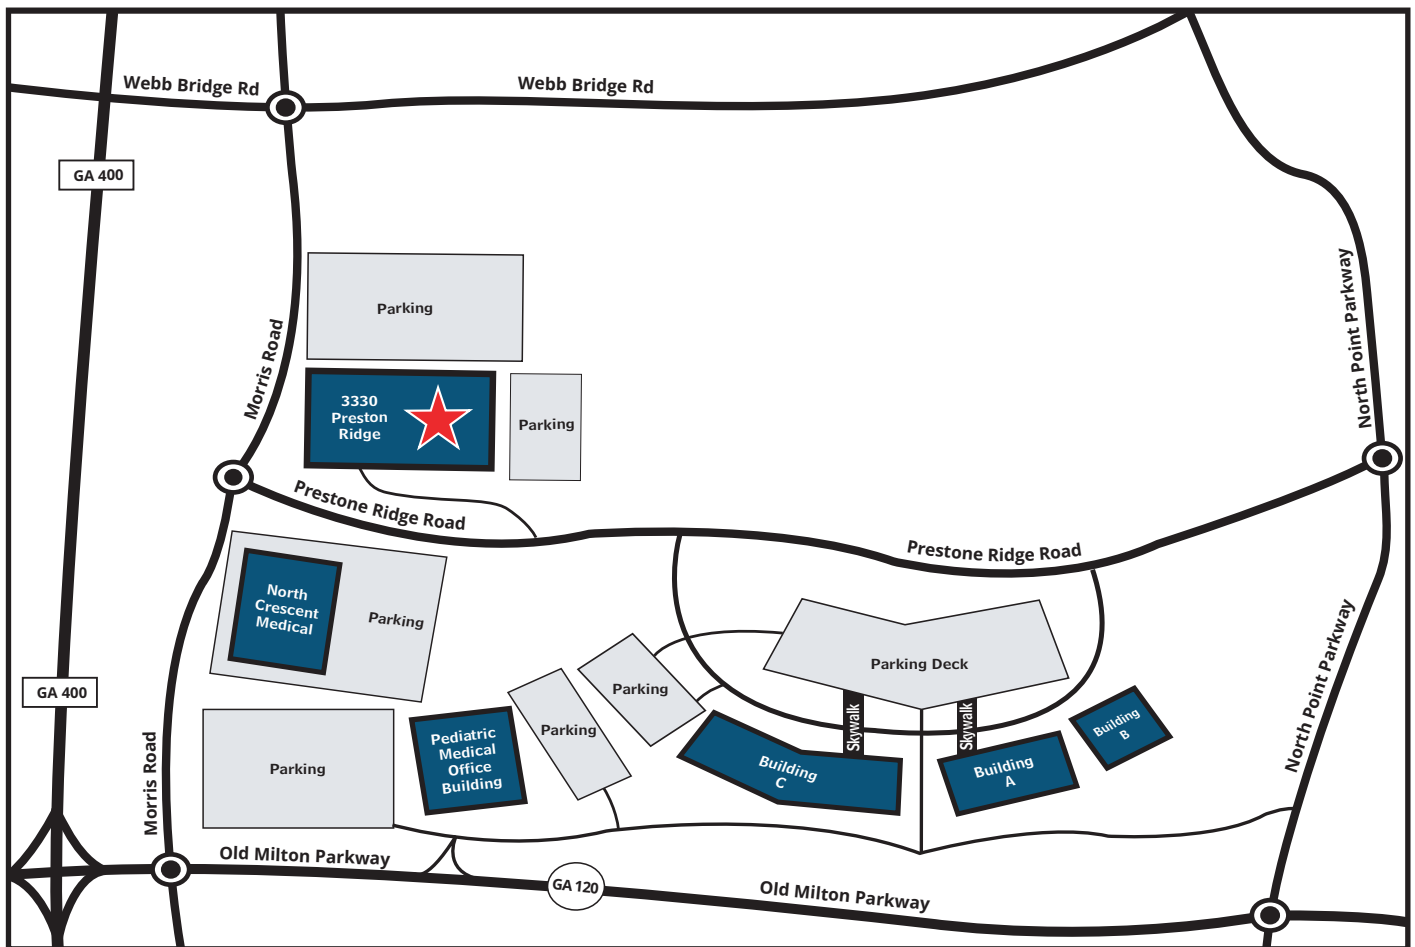 Webb Bridge Rd
Webb Bridge Rd
GA 400
Parking
North Point Parkway
Morris Road
3330
Preston
Ridge
Parking
Prestone Ridge Road
Prestone Ridge Road
North
Crescent
Medical
Parking
North Point Parkway
Parking Deck
GA 400
Parking
Parking
Skywalk
Skywalk
Building
B
Pediatric
Medical
Office
Building
Morris Road
Parking
Building
C
Building
A
Old Milton Parkway
GA 120
Old Milton Parkway